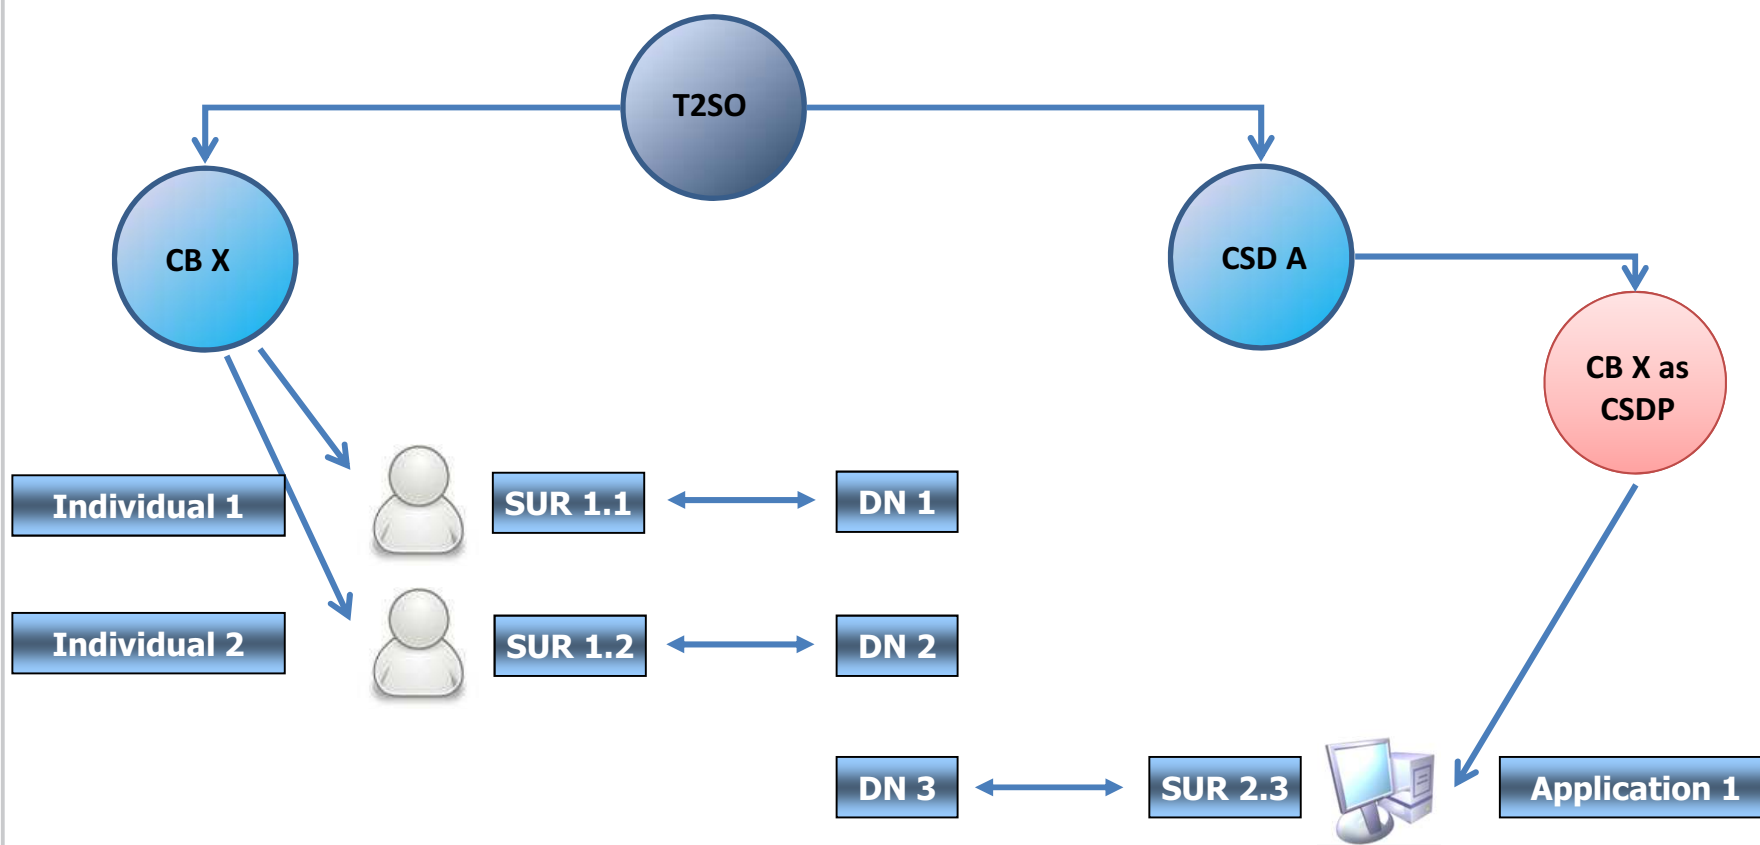 T2SO
CB X
CSD A
CB X as
CSDP
Individual 1
SUR 1.1
DN 1
Individual 2
SUR 1.2
DN 2
DN 3
SUR 2.3
Application 1